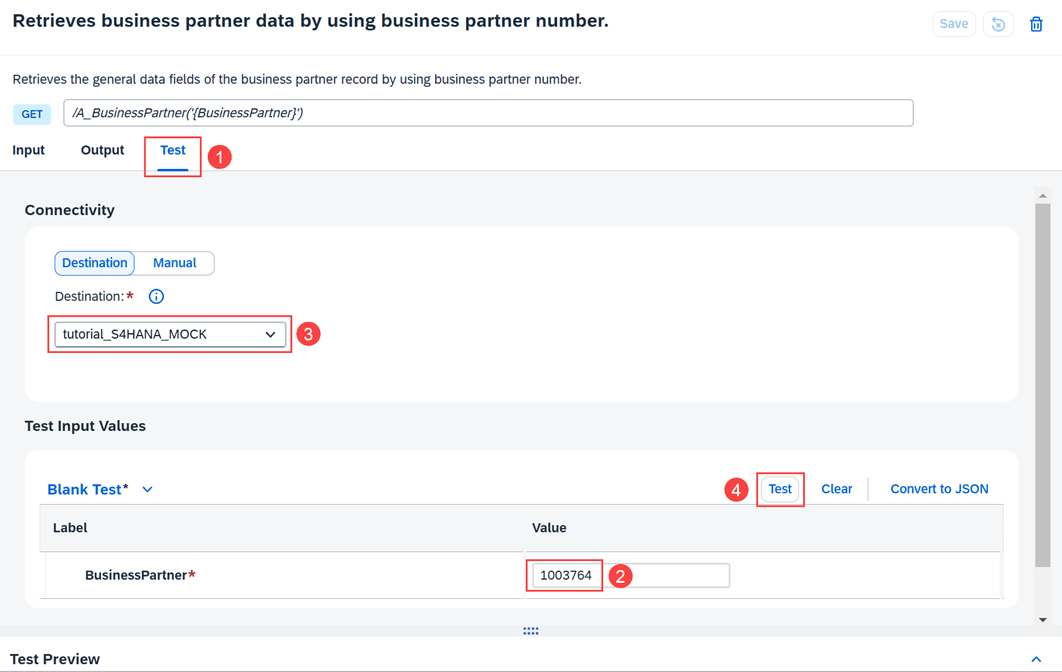 Retrieves business partner data by using business partner number.
Save
Retrieves the general data fields of the business partner record by using business partner number.
GET /A_BusinessPartner('{BusinessPartner}')
Input Output Test 1
Connectivity
Destination Manual
Destination:*
tutorial_S4HANA_MOCK 3
Test Input Values
Blank Test* 4 Test Clear Convert to JSON
Label Value
BusinessPartner* 1003764 2
Test Preview